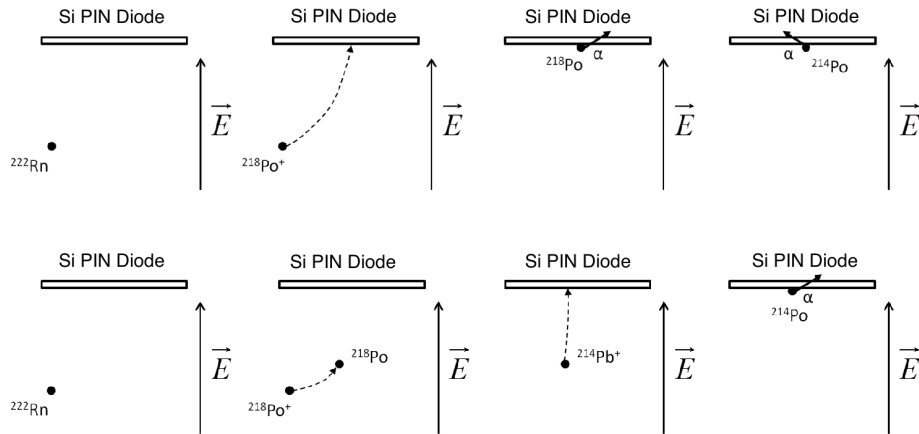 Si PIN Diode Si PIN Diode Si PIN Diode Si PIN Diode
²¹⁸Po α α ²¹⁴Po
E⃗ E⃗ E⃗ E⃗
²²²Rn ²¹⁸Po⁺
Si PIN Diode Si PIN Diode Si PIN Diode Si PIN Diode
²¹⁴Po α
²¹⁸Po ²¹⁴Pb⁺
E⃗ E⃗ E⃗ E⃗
²²²Rn ²¹⁸Po⁺